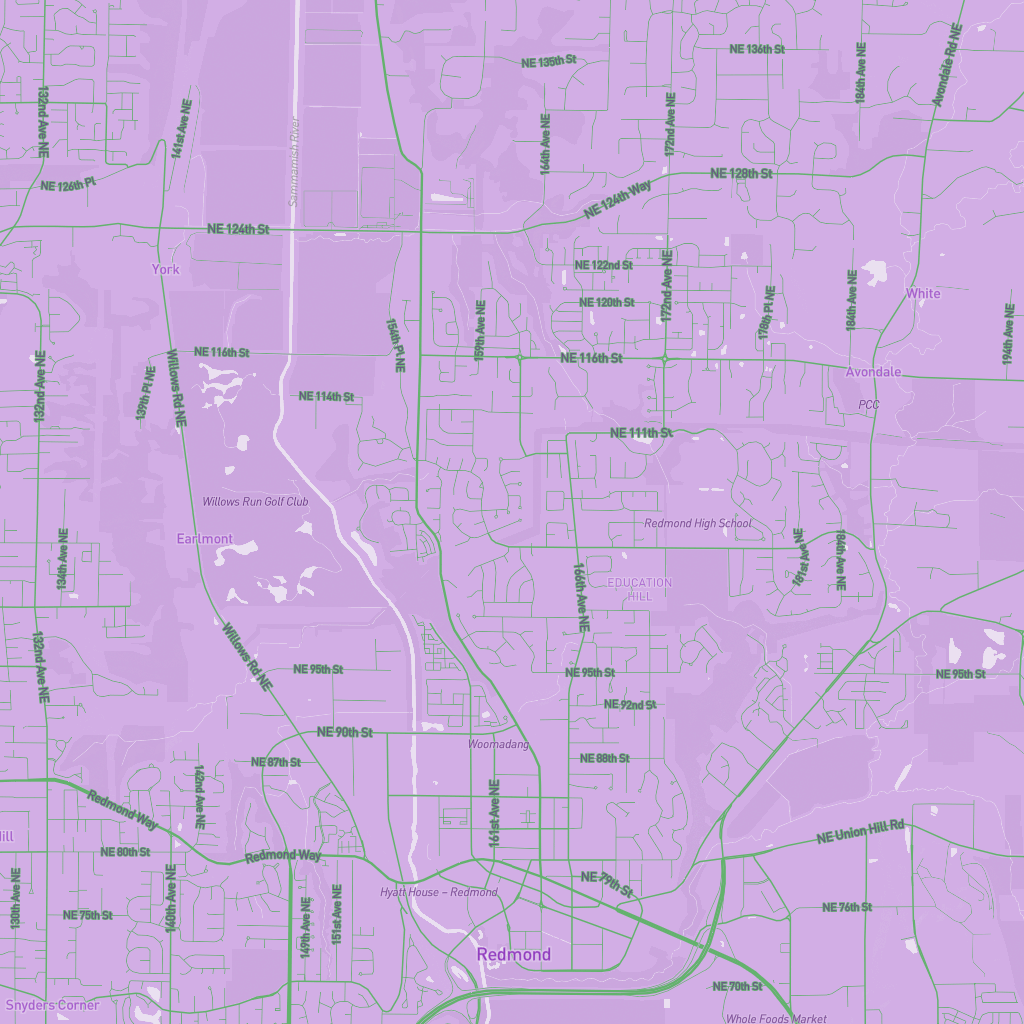 NE 136th St
NE 135th St
184th Ave NE
Avondale Rd NE
132nd Ave NE
141st Ave NE
Sammamish River
164th Ave NE
172nd Ave NE
NE 128th St
NE 126th Pl
NE 124th Way
NE 124th St
York
NE 122nd St
172nd Ave NE
White
NE 120th St
184th Ave NE
178th Pl NE
159th Ave NE
154th Pl NE
194th Ave NE
NE 116th St
NE 116th St
Avondale
132nd Ave NE
Willows Rd NE
139th Pl NE
NE 114th St
PCC
NE 111th St
Willows Run Golf Club
Redmond High School
Earlmont
134th Ave NE
181st Ave NE
184th Ave NE
166th Ave NE
EDUCATION
HILL
132nd Ave NE
Willows Rd NE
NE 95th St
NE 95th St
NE 95th St
NE 92nd St
NE 90th St
Woomadang
NE 88th St
NE 87th St
142nd Ave NE
Redmond Way
161st Ave NE
NE Union Hill Rd
Hill
NE 80th St
Redmond Way
NE 79th St
Hyatt House – Redmond
130th Ave NE
140th Ave NE
149th Ave NE
151st Ave NE
NE 75th St
NE 76th St
Redmond
NE 70th St
Snyders Corner
Whole Foods Market